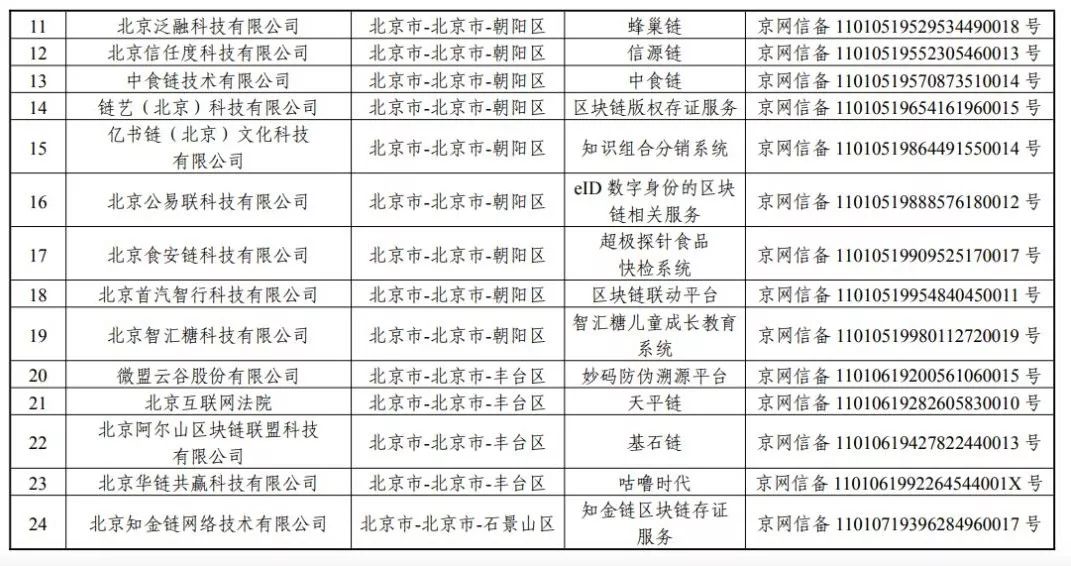 11 北京泛融科技有限公司 北京市-北京市-朝阳区 蜂巢链 京网信备 11010519529534490018 号
12 北京信任度科技有限公司 北京市-北京市-朝阳区 信源链 京网信备 11010519552305460013 号
13 中食链技术有限公司 北京市-北京市-朝阳区 中食链 京网信备 11010519570873510014 号
14 链艺（北京）科技有限公司 北京市-北京市-朝阳区 区块链版权存证服务 京网信备 11010519654161960015 号
15 亿书链（北京）文化科技
有限公司 北京市-北京市-朝阳区 知识组合分销系统 京网信备 11010519864491550014 号
16 北京公易联科技有限公司 北京市-北京市-朝阳区 eID 数字身份的区块
链相关服务 京网信备 11010519888576180012 号
17 北京食安链科技有限公司 北京市-北京市-朝阳区 超极探针食品
快检系统 京网信备 11010519909525170017 号
18 北京首汽智行科技有限公司 北京市-北京市-朝阳区 区块链联动平台 京网信备 11010519954840450011 号
19 北京智汇糖科技有限公司 北京市-北京市-朝阳区 智汇糖儿童成长教育
系统 京网信备 11010519980112720019 号
20 微盟云谷股份有限公司 北京市-北京市-丰台区 妙码防伪溯源平台 京网信备 11010619200561060015 号
21 北京互联网法院 北京市-北京市-丰台区 天平链 京网信备 11010619282605830010 号
22 北京阿尔山区块链联盟科技
有限公司 北京市-北京市-丰台区 基石链 京网信备 11010619427822440013 号
23 北京华链共赢科技有限公司 北京市-北京市-丰台区 咕噜时代 京网信备 1101061992264544001X 号
24 北京知金链网络技术有限公司 北京市-北京市-石景山区 知金链区块链存证
服务 京网信备 11010719396284960017 号